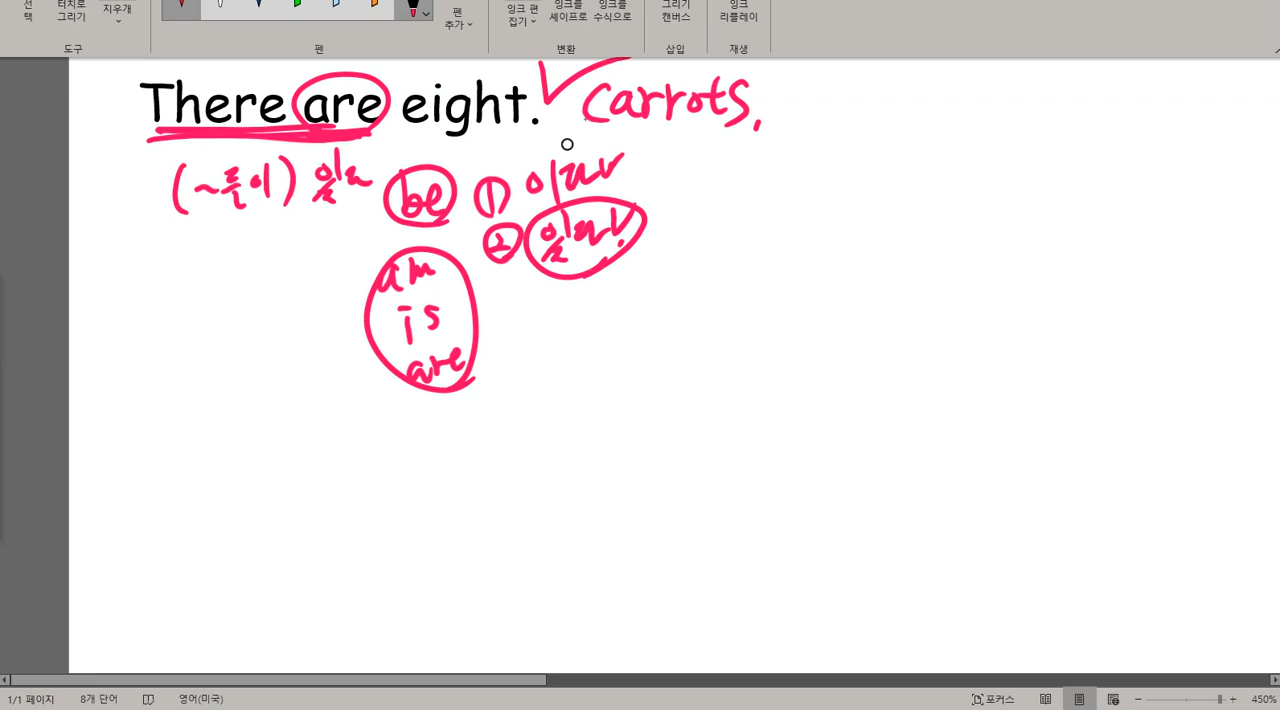 선 터치로 지우개 펜 잉크 편 잉크를 잉크를 그리기 잉크
택 그리기 추가 집기 셰이프로 수식으로 캔버스 리플레이
도구 펜 변환 삽입 재생
There are eight. carrots.
(~들이) 있다 be ① 이다
② 있다
am
is
are
1/1 페이지 8개 단어 영어(미국) 포커스 450%